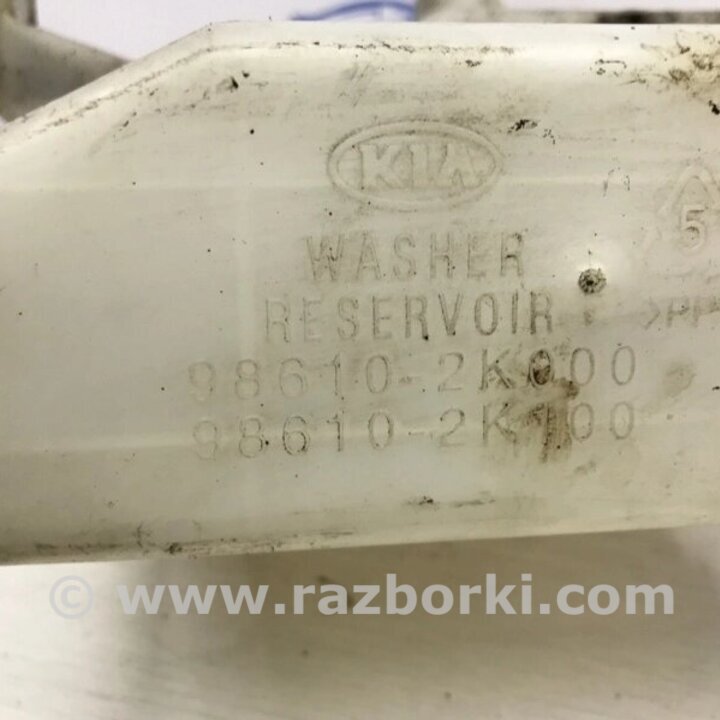 KIA
5
WASHER
RESERVOIR
>PP
98610-2K000
98610-2K100
© www.razborki.com